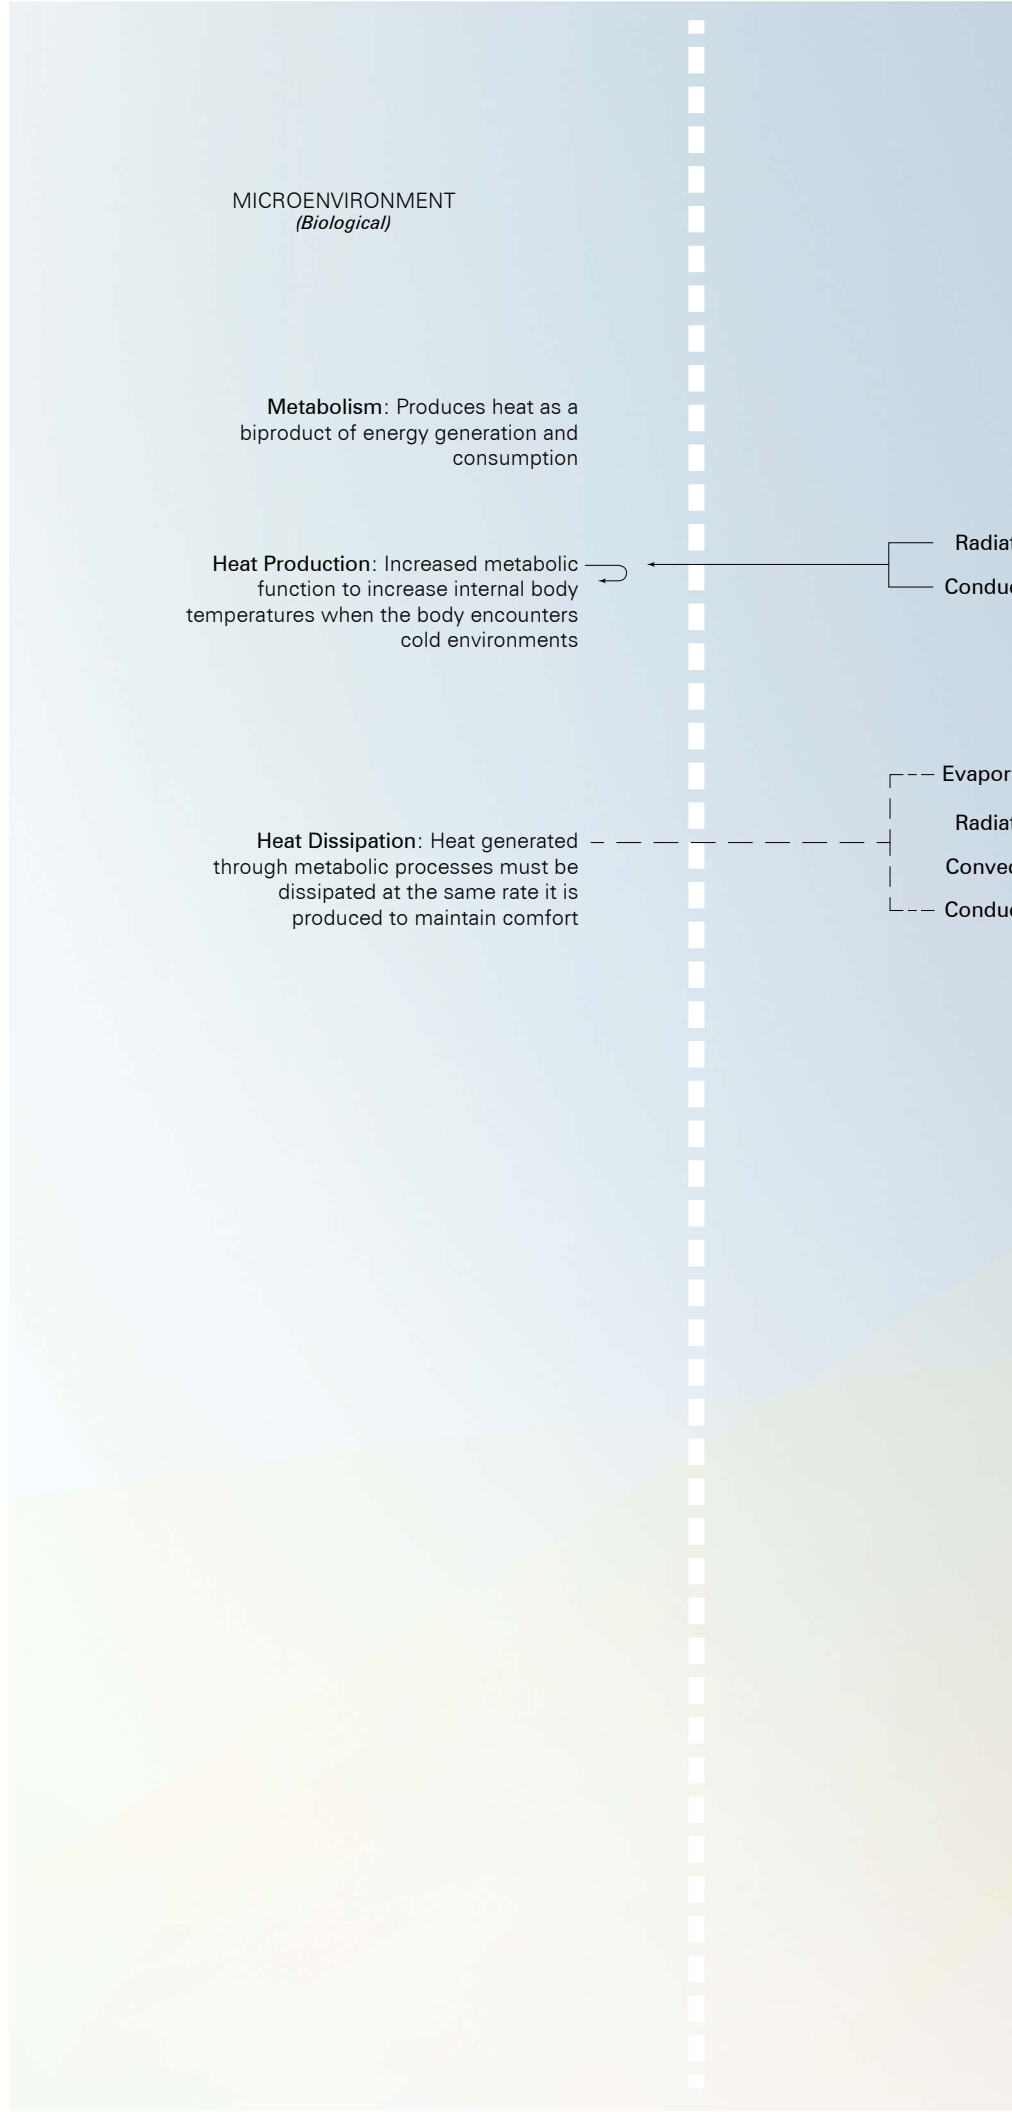 MICROENVIRONMENT
(Biological)
Metabolism: Produces heat as a
biproduct of energy generation and
consumption
Heat Production: Increased metabolic
function to increase internal body
temperatures when the body encounters
cold environments
Heat Dissipation: Heat generated
through metabolic processes must be
dissipated at the same rate it is
produced to maintain comfort